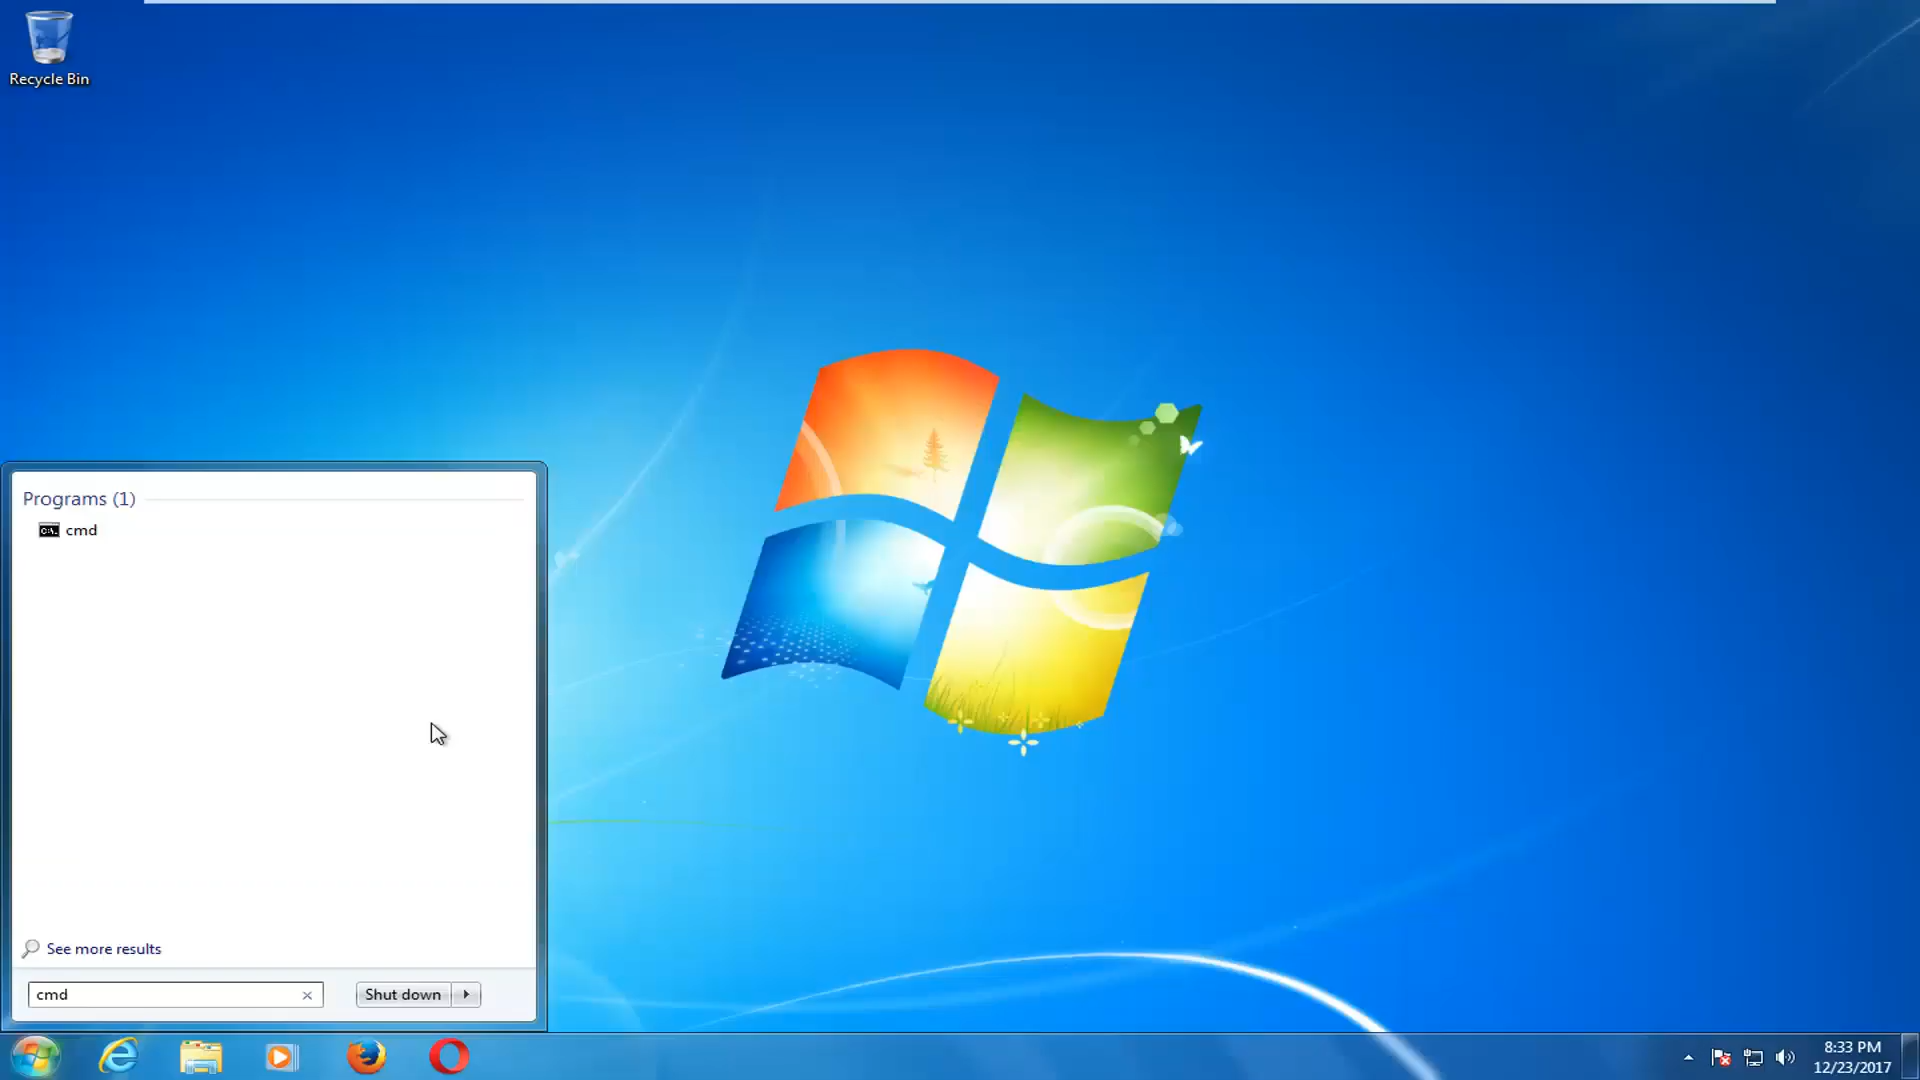 Recycle Bin
Programs (1)
cmd
See more results
cmd
Shut down
8:33 PM
12/23/2017